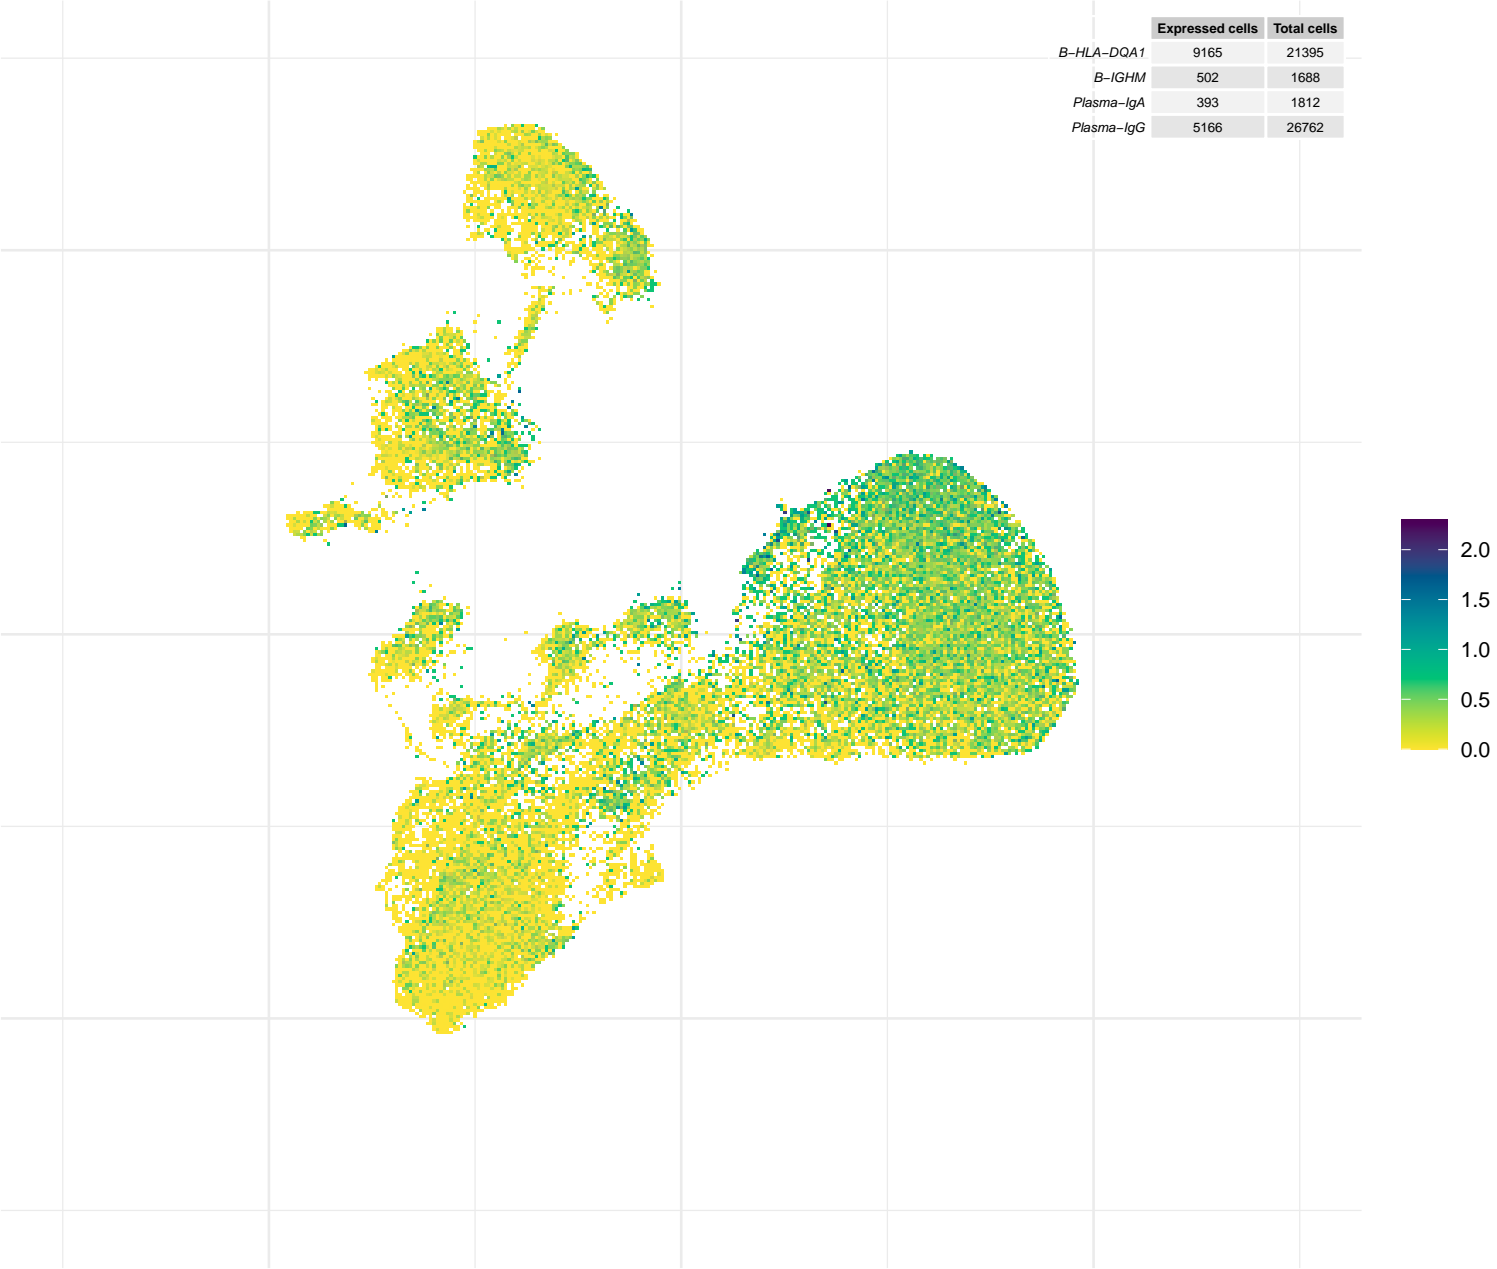 Expressed cells Total cells
B−HLA−DQA1 9165 21395
B−IGHM 502 1688
Plasma−IgA 393 1812
Plasma−IgG 5166 26762
2.0
1.5
1.0
0.5
0.0